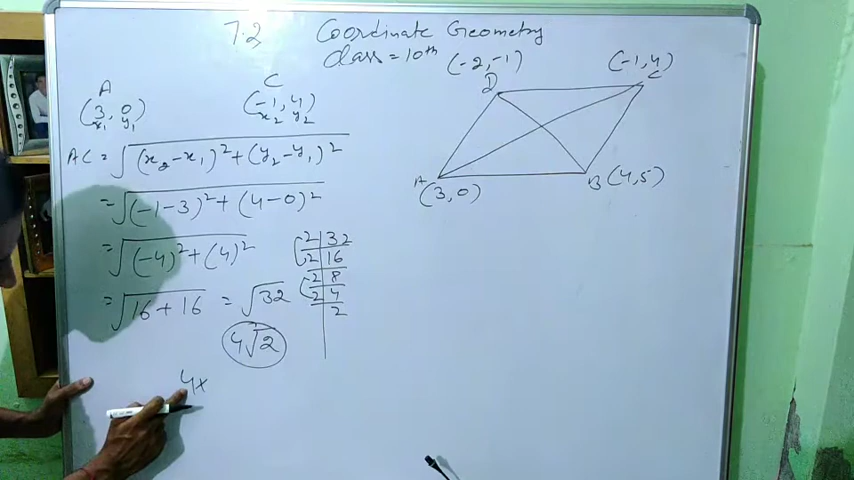 7.2 Coordinate Geometry
Class = 10th
A
(3, 0)
x₁ y₁
C
(-1, 4)
x₂ y₂
AC = √(x₂-x₁)²+(y₂-y₁)²
= √(-1-3)²+(4-0)²
= √(-4)²+(4)²
= √16+16 = √32
4√2
4x
2 | 32
2 | 16
2 | 8
2 | 4
2
(-2,-1)
D
(-1, 4)
C
A
(3, 0)
B (4,5)